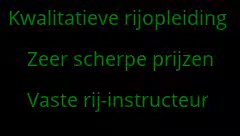 Kwalitatieve rijopleiding
Zeer scherpe prijzen
Vaste rij-instructeur